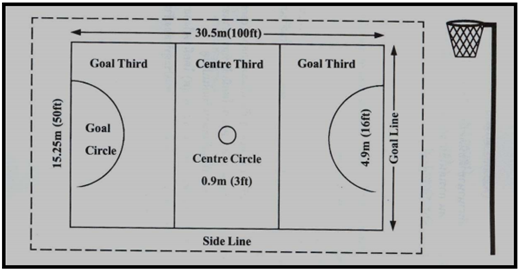 30.5m(100ft)
Goal Third
Centre Third
Goal Third
15.25m (50ft)
Goal
Circle
Centre Circle
0.9m (3ft)
4.9m (16ft)
Goal Line
Side Line